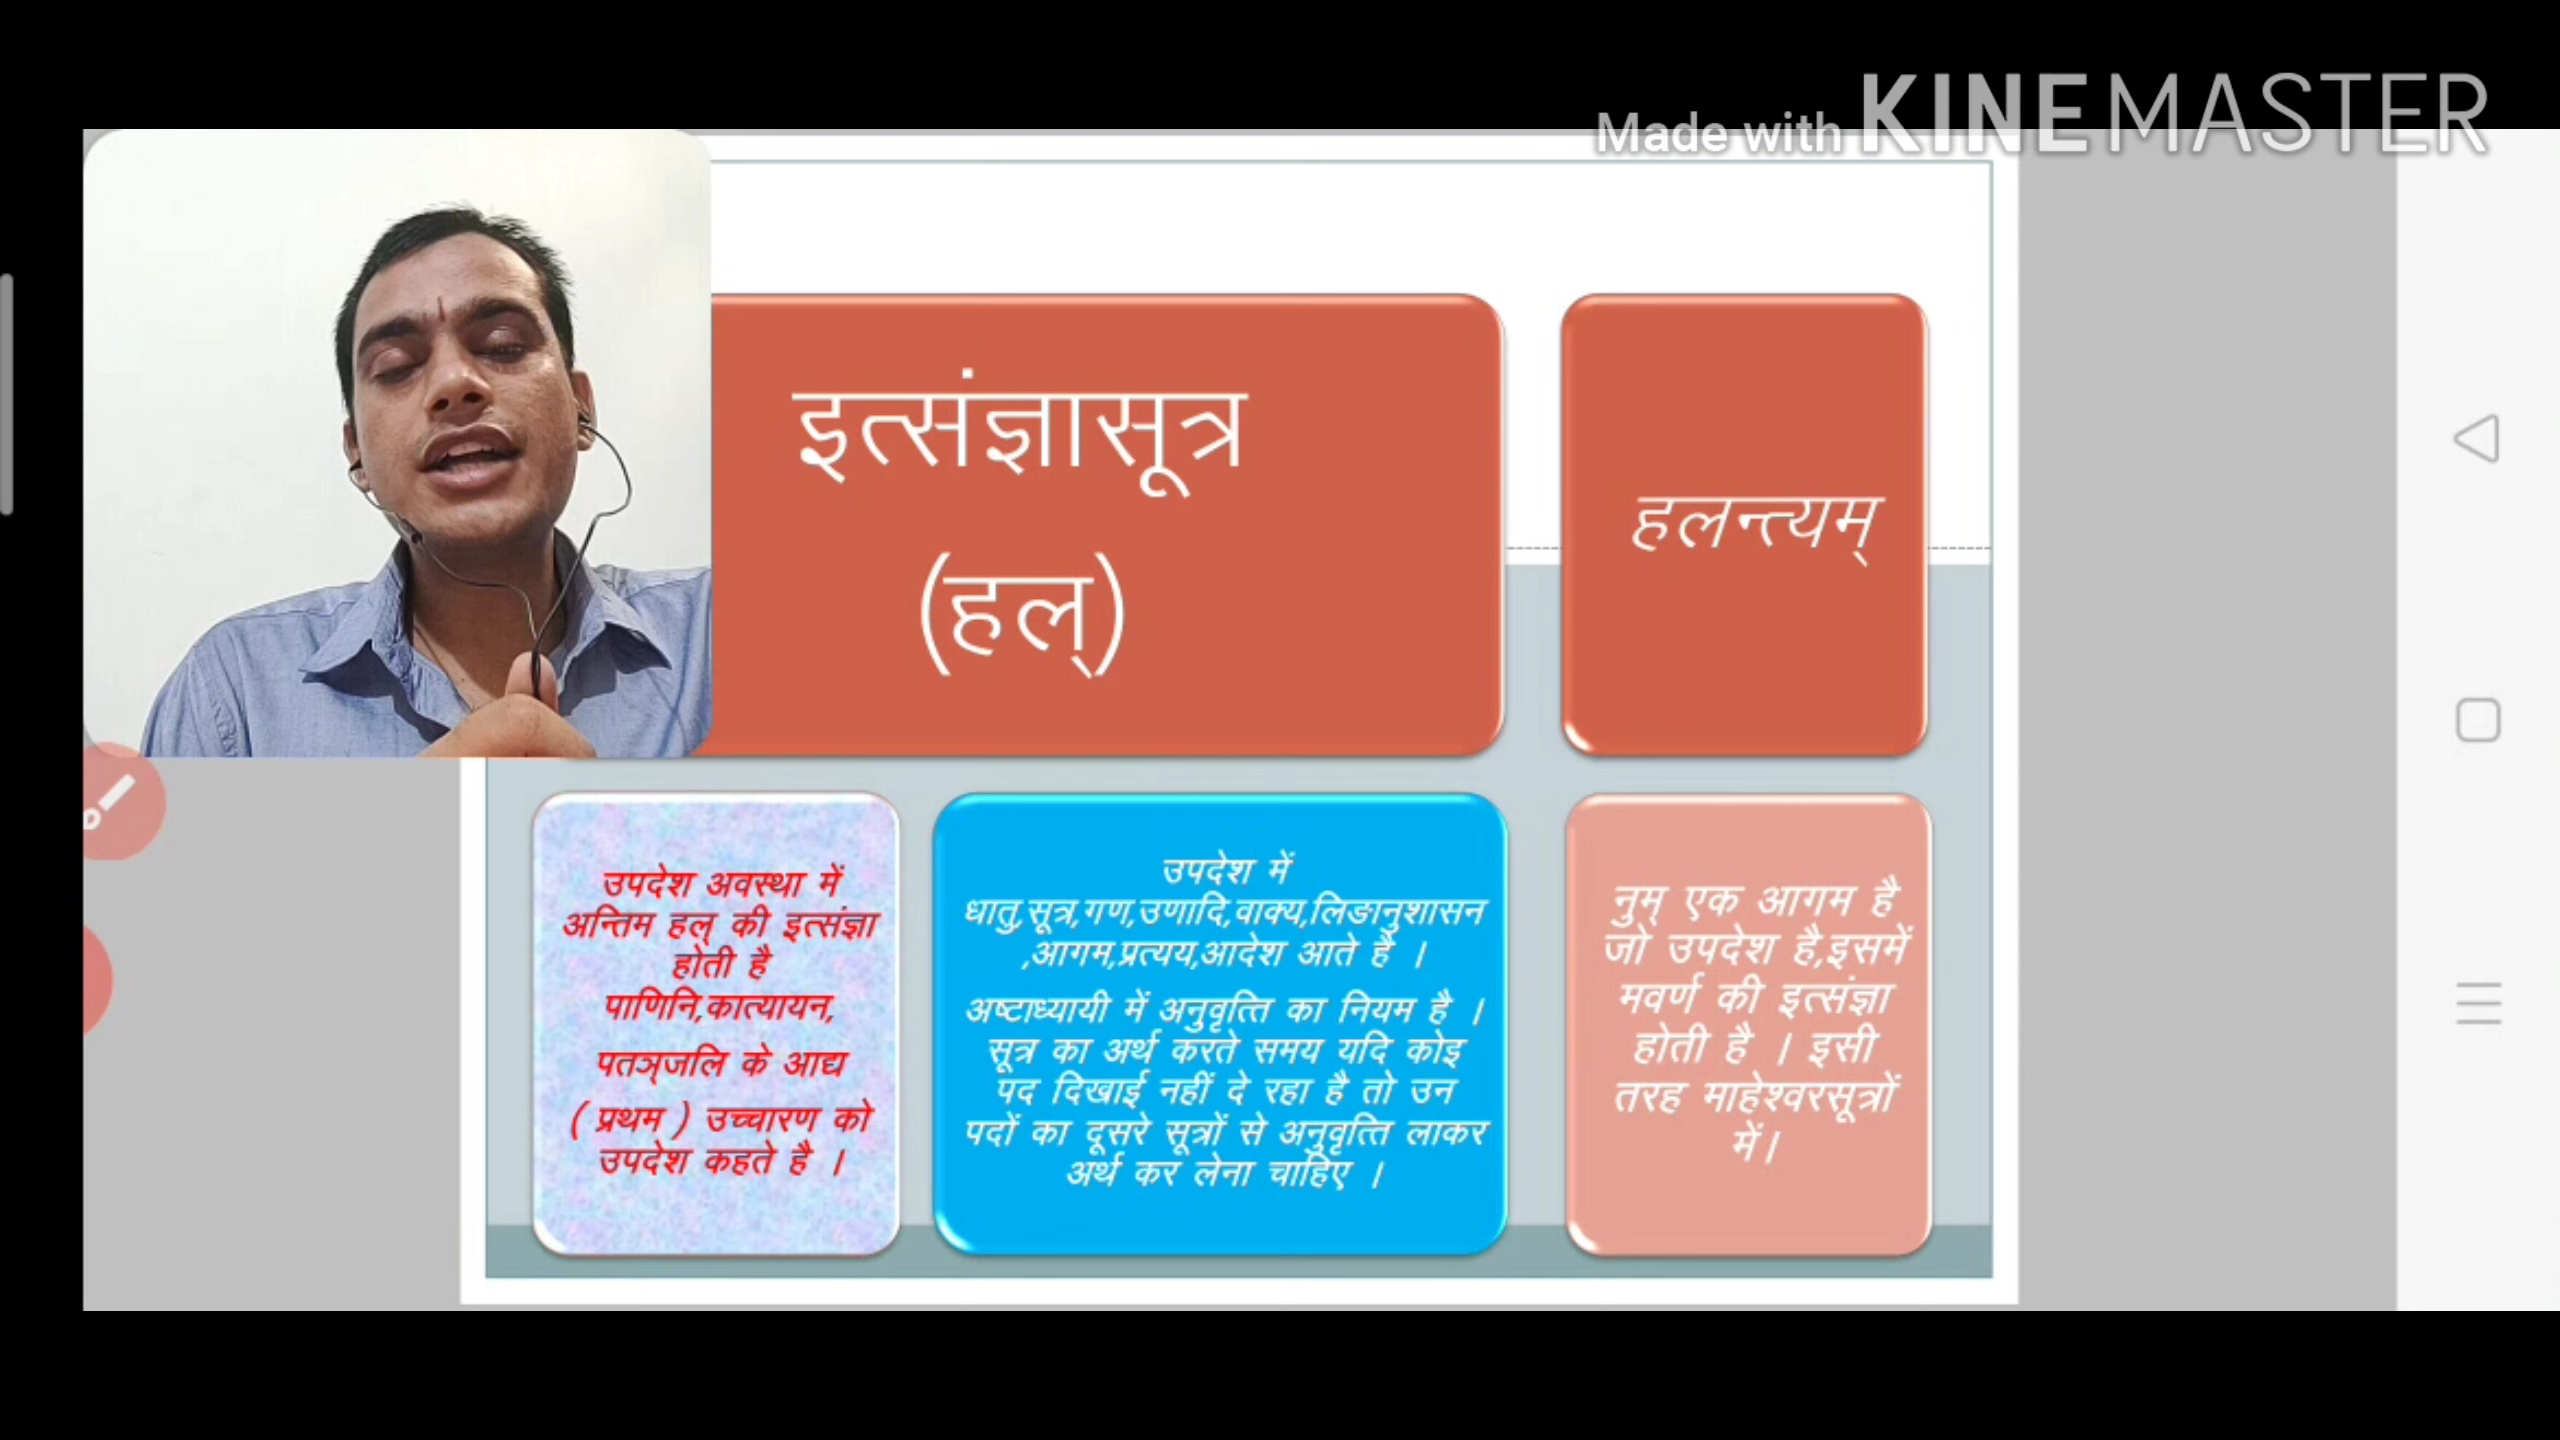 Made with KINEMASTER
इत्संज्ञासूत्र
(हल्)
हलन्त्यम्
उपदेश अवस्था में
अन्तिम हल् की इत्संज्ञा
होती है
पाणिनि,कात्यायन,
पतञ्जलि के आद्य
( प्रथम ) उच्चारण को
उपदेश कहते है ।
उपदेश में
धातु,सूत्र,गण,उणादि,वाक्य,लिङानुशासन
,आगम,प्रत्यय,आदेश आते है ।
अष्टाध्यायी में अनुवृत्ति का नियम है ।
सूत्र का अर्थ करते समय यदि कोइ
पद दिखाई नहीं दे रहा है तो उन
पदों का दूसरे सूत्रों से अनुवृत्ति लाकर
अर्थ कर लेना चाहिए ।
नुम् एक आगम है
जो उपदेश है,इसमें
मवर्ण की इत्संज्ञा
होती है । इसी
तरह माहेश्वरसूत्रों
में।